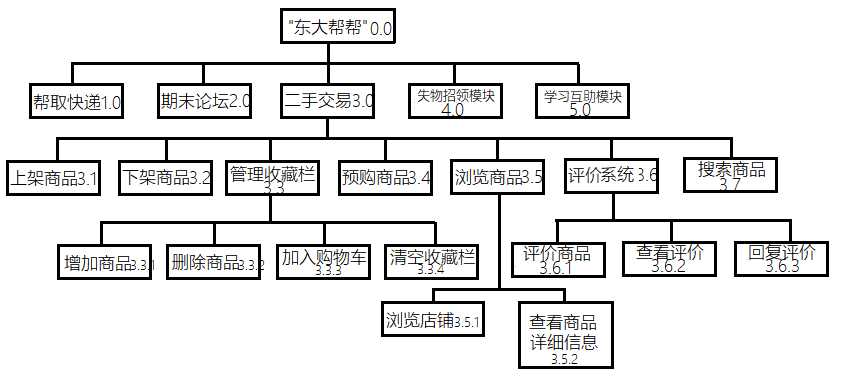 "东大帮帮"0.0
帮取快递1.0
期末论坛2.0
二手交易3.0
失物招领模块
4.0
学习互助模块
5.0
上架商品3.1
下架商品3.2
管理收藏栏
3.3
预购商品3.4
浏览商品3.5
评价系统3.6
搜索商品
3.7
增加商品3.3.1
删除商品3.3.2
加入购物车
3.3.3
清空收藏栏
3.3.4
评价商品
3.6.1
查看评价
3.6.2
回复评价
3.6.3
浏览店铺3.5.1
查看商品
详细信息
3.5.2